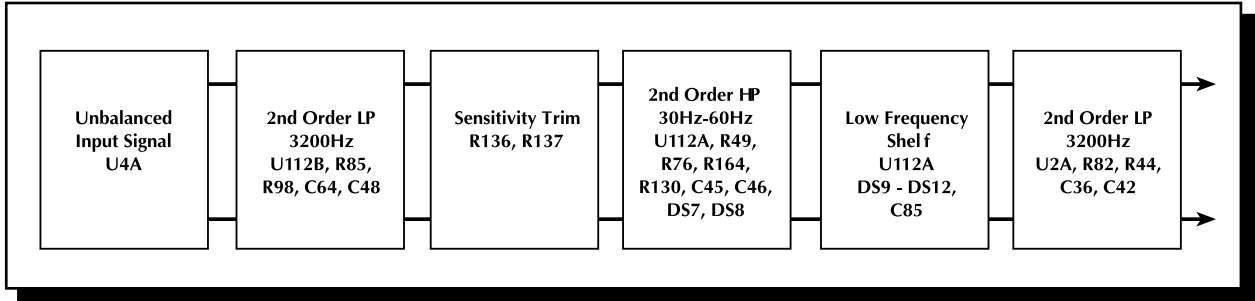 Unbalanced
Input Signal
U4A
2nd Order LP
3200Hz
U112B, R85,
R98, C64, C48
Sensitivity Trim
R136, R137
2nd Order HP
30Hz-60Hz
U112A, R49,
R76, R164,
R130, C45, C46,
DS7, DS8
Low Frequency
Shelf
U112A
DS9 - DS12,
C85
2nd Order LP
3200Hz
U2A, R82, R44,
C36, C42